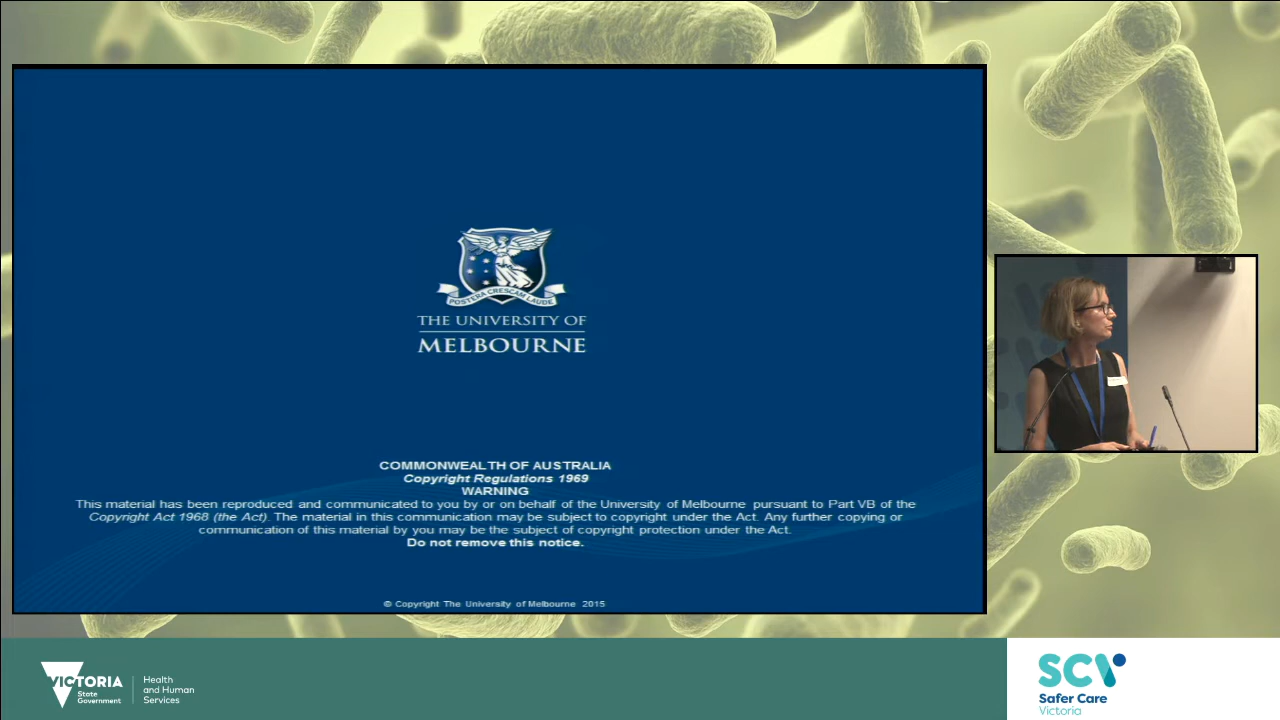 POSTERA CRESCAM LAUDE
THE UNIVERSITY OF
MELBOURNE
COMMONWEALTH OF AUSTRALIA
Copyright Regulations 1969
WARNING
This material has been reproduced and communicated to you by or on behalf of the University of Melbourne pursuant to Part VB of the
Copyright Act 1968 (the Act). The material in this communication may be subject to copyright under the Act. Any further copying or
communication of this material by you may be the subject of copyright protection under the Act.
Do not remove this notice.
© Copyright The University of Melbourne 2015
VICTORIA
State
Government
Health
and Human
Services
SCV
Safer Care
Victoria